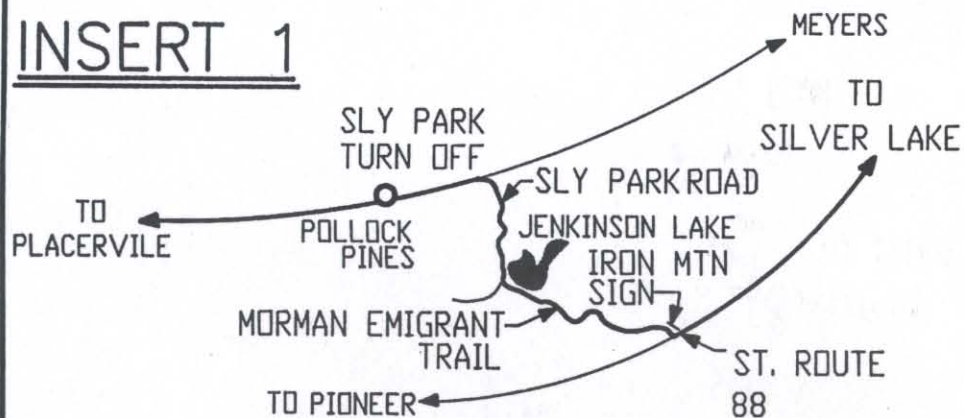 INSERT 1
MEYERS
TO
SILVER LAKE
SLY PARK
TURN OFF
SLY PARK ROAD
TO
PLACERVILE
POLLOCK
PINES
JENKINSON LAKE
IRON MTN
SIGN
MORMAN EMIGRANT
TRAIL
ST. ROUTE
88
TO PIONEER